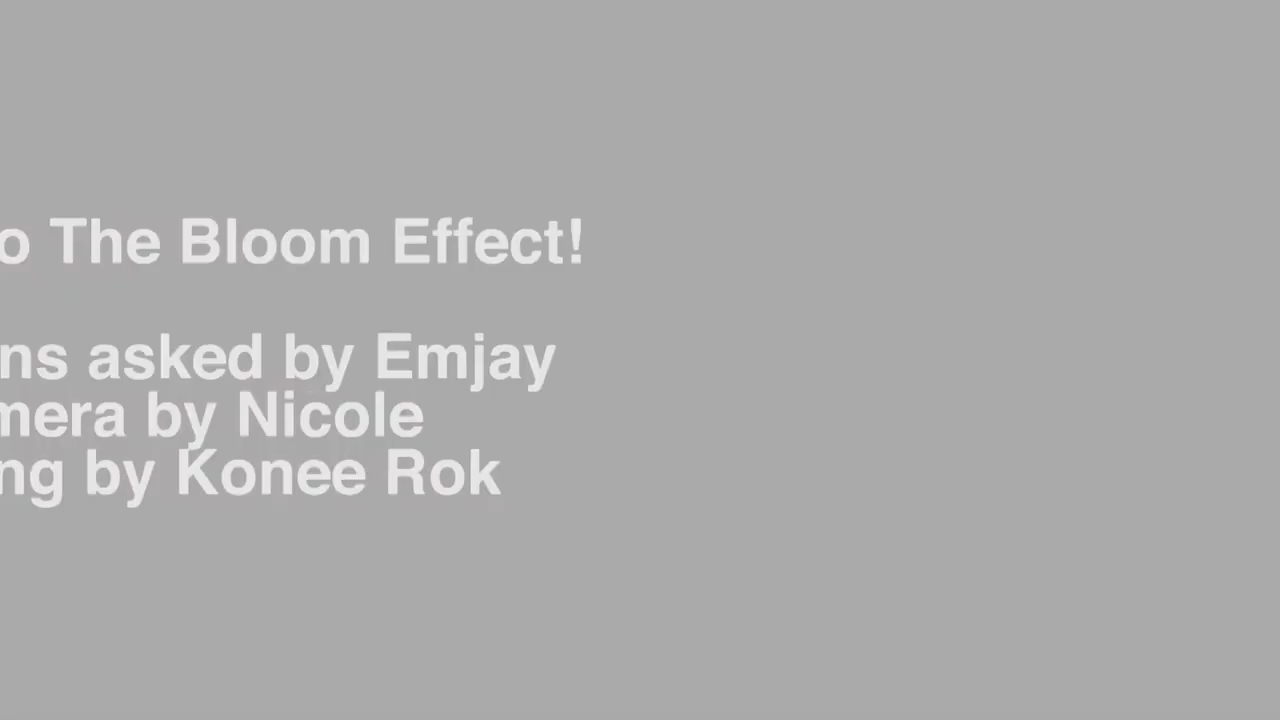 o The Bloom Effect!
ns asked by Emjay
mera by Nicole
ng by Konee Rok